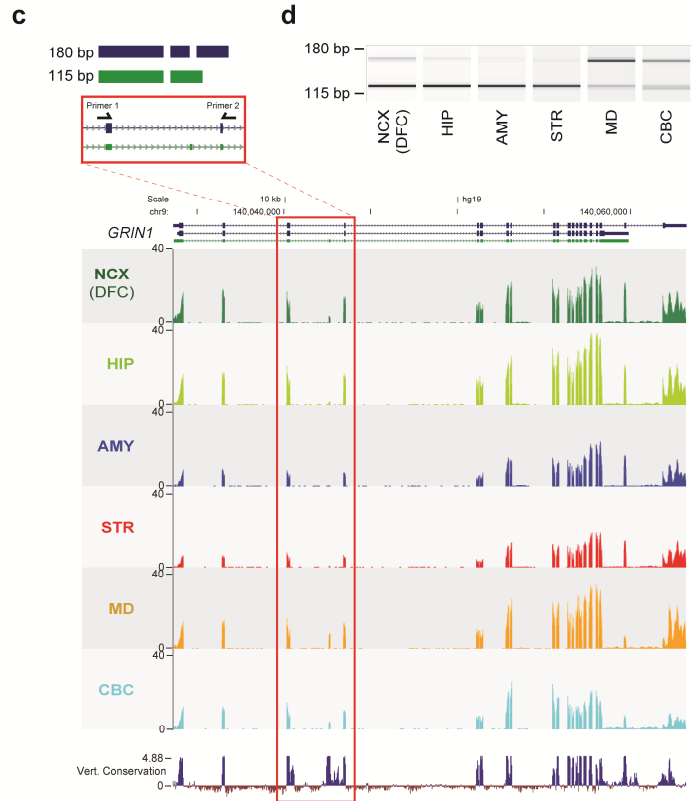 c
d
180 bp
115 bp
Primer 1
Primer 2
180 bp
115 bp
NCX
(DFC)
HIP
AMY
STR
MD
CBC
Scale
10 kb
hg19
chr9:
140,040,000
140,060,000
GRIN1
40
NCX
(DFC)
0
40
HIP
0
40
AMY
0
40
STR
0
40
MD
0
40
CBC
0
4.88
Vert. Conservation
0